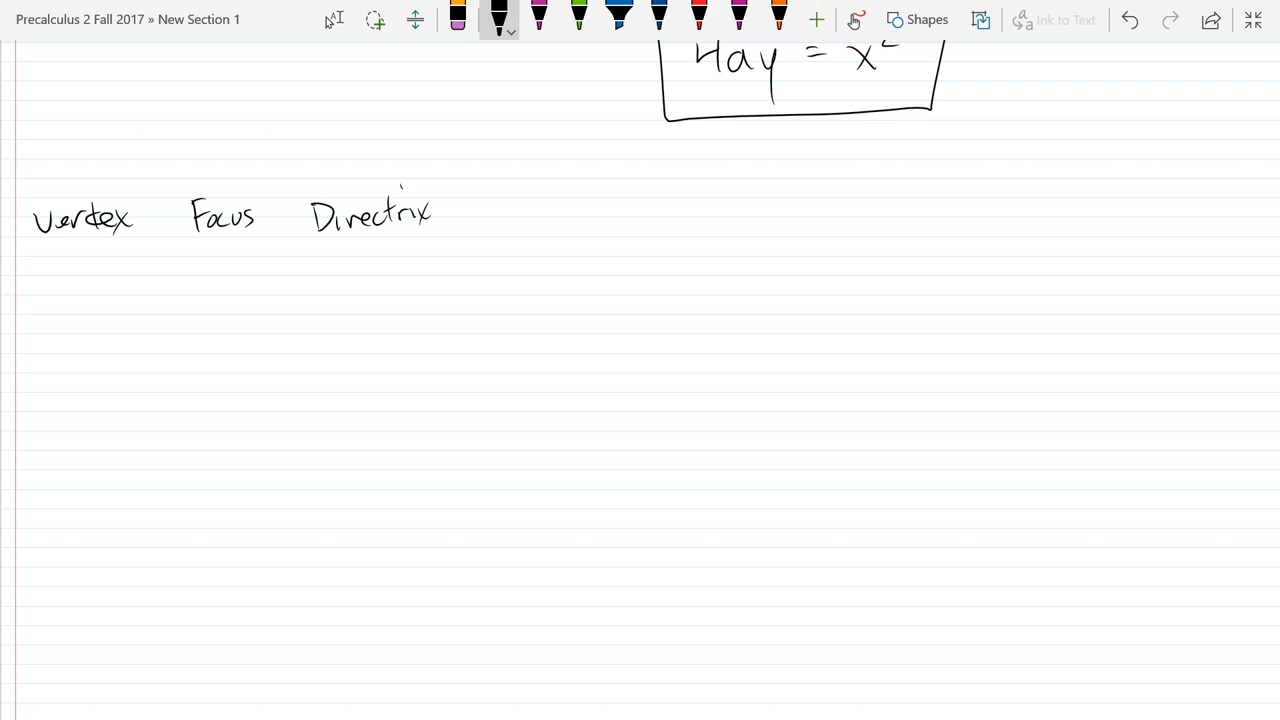 Precalculus 2 Fall 2017 » New Section 1
Shapes
Ink to Text
4ay = x²
Vertex Focus Directrix